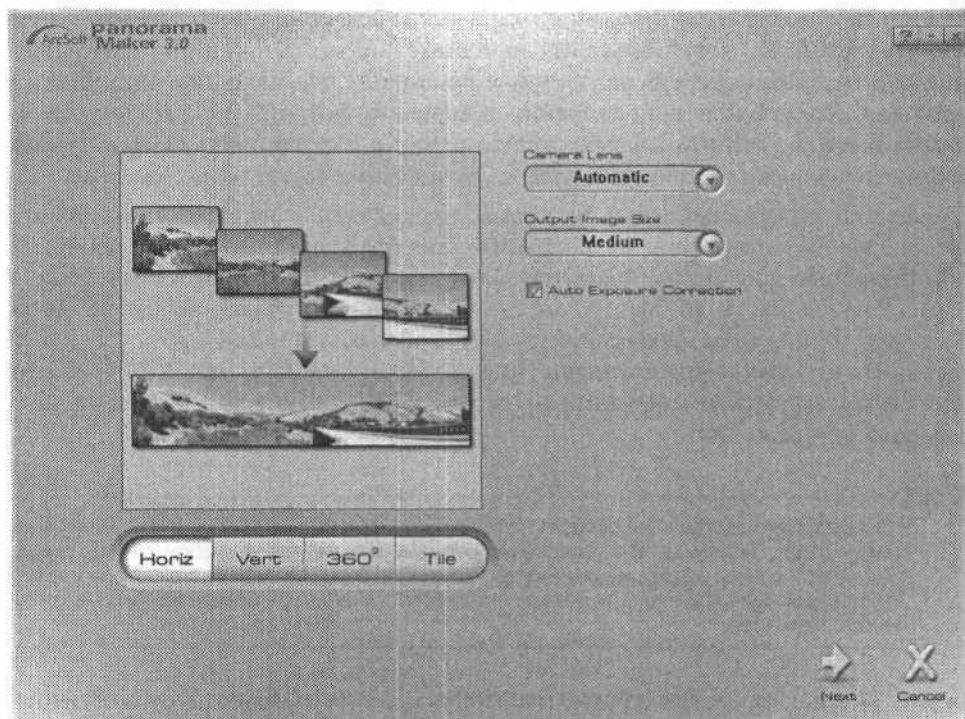 ArcSoft Panorama
Maker 3.0
? - x
Camera Lens
Automatic
Output Image Size
Medium
Auto Exposure Correction
Horiz Vert 360° Tile
Next Cancel